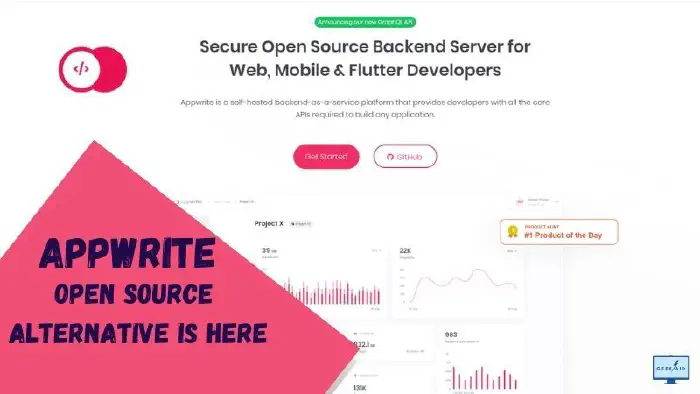 Announcing our new GraphQL API
Secure Open Source Backend Server for
Web, Mobile & Flutter Developers
Appwrite is a self-hosted backend-as-a-service platform that provides developers with all the core
APIs required to build any application.
Get Started
GitHub
Project X
PRODUCT HUNT
#1 Product of the Day
22K
983
131K
APPWRITE
OPEN SOURCE
ALTERNATIVE IS HERE